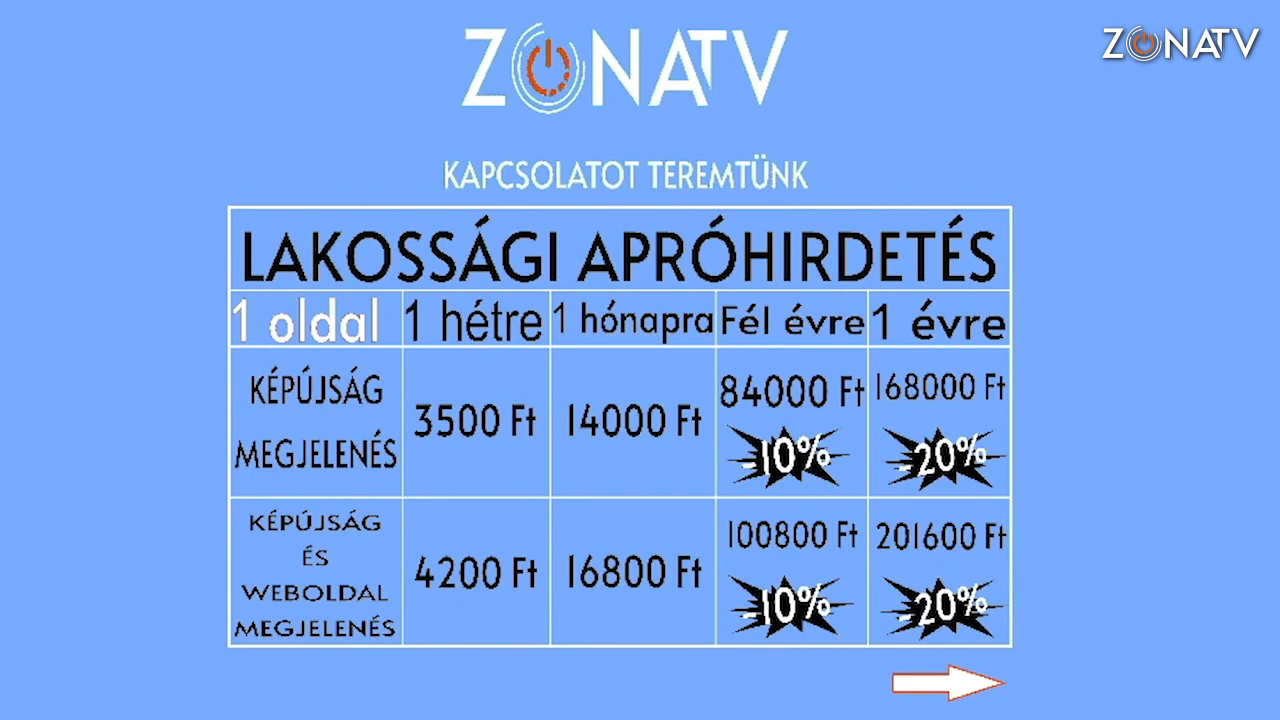 ZONATV
ZONATV
KAPCSOLATOT TEREMTÜNK
LAKOSSÁGI APRÓHIRDETÉS
1 oldal 1 hétre 1 hónapra Fél évre 1 évre
KÉPÚJSÁG
MEGJELENÉS
3500 Ft
14000 Ft
84000 Ft
-10%
168000 Ft
-20%
KÉPÚJSÁG
ÉS
WEBOLDAL
MEGJELENÉS
4200 Ft
16800 Ft
100800 Ft
-10%
201600 Ft
-20%